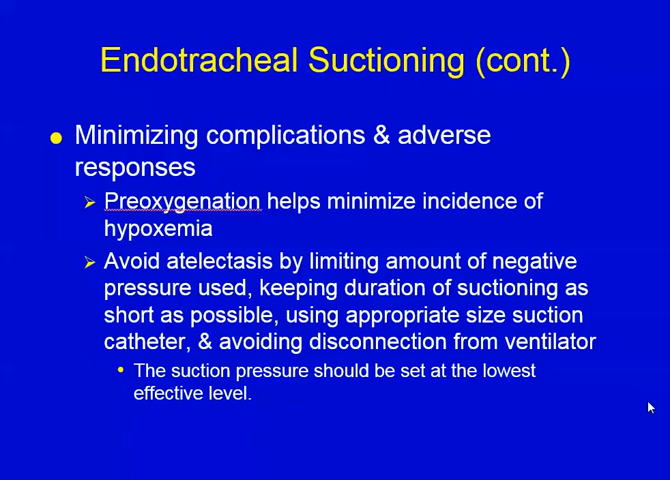 Endotracheal Suctioning (cont.)
Minimizing complications & adverse
responses
Preoxygenation helps minimize incidence of
hypoxemia
Avoid atelectasis by limiting amount of negative
pressure used, keeping duration of suctioning as
short as possible, using appropriate size suction
catheter, & avoiding disconnection from ventilator
The suction pressure should be set at the lowest
effective level.